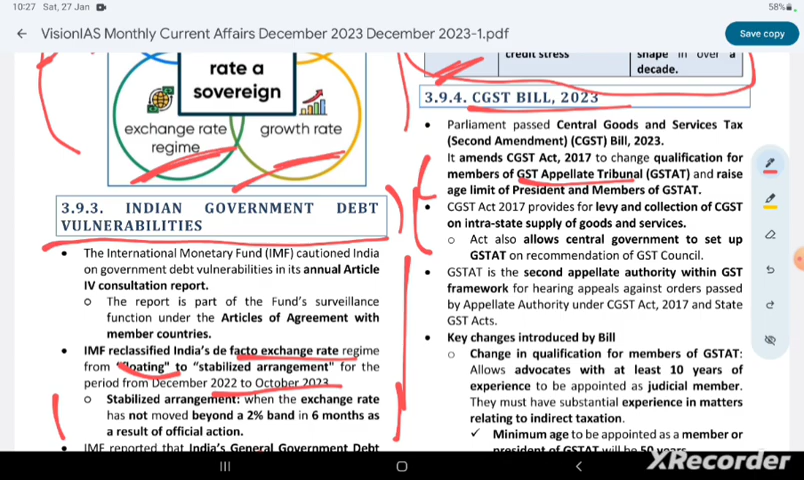 10:27 Sat, 27 Jan
58%
VisionIAS Monthly Current Affairs December 2023 December 2023-1.pdf
Save copy
rate a
sovereign
exchange rate
regime
growth rate
3.9.3. INDIAN GOVERNMENT DEBT
VULNERABILITIES
• The International Monetary Fund (IMF) cautioned India
on government debt vulnerabilities in its annual Article
IV consultation report.
o The report is part of the Fund's surveillance
function under the Articles of Agreement with
member countries.
• IMF reclassified India's de facto exchange rate regime
from "floating" to "stabilized arrangement" for the
period from December 2022 to October 2023.
o Stabilized arrangement: when the exchange rate
has not moved beyond a 2% band in 6 months as
a result of official action.
• IMF reported that India's General Government Debt
credit stress
shape in over a
decade.
3.9.4. CGST BILL, 2023
• Parliament passed Central Goods and Services Tax
(Second Amendment) (CGST) Bill, 2023.
• It amends CGST Act, 2017 to change qualification for
members of GST Appellate Tribunal (GSTAT) and raise
age limit of President and Members of GSTAT.
• CGST Act 2017 provides for levy and collection of CGST
on intra-state supply of goods and services.
o Act also allows central government to set up
GSTAT on recommendation of GST Council.
• GSTAT is the second appellate authority within GST
framework for hearing appeals against orders passed
by Appellate Authority under CGST Act, 2017 and State
GST Acts.
• Key changes introduced by Bill
o Change in qualification for members of GSTAT:
Allows advocates with at least 10 years of
experience to be appointed as judicial member.
They must have substantial experience in matters
relating to indirect taxation.
✓ Minimum age to be appointed as a member or
president of GSTAT will be 50 years
XRecorder